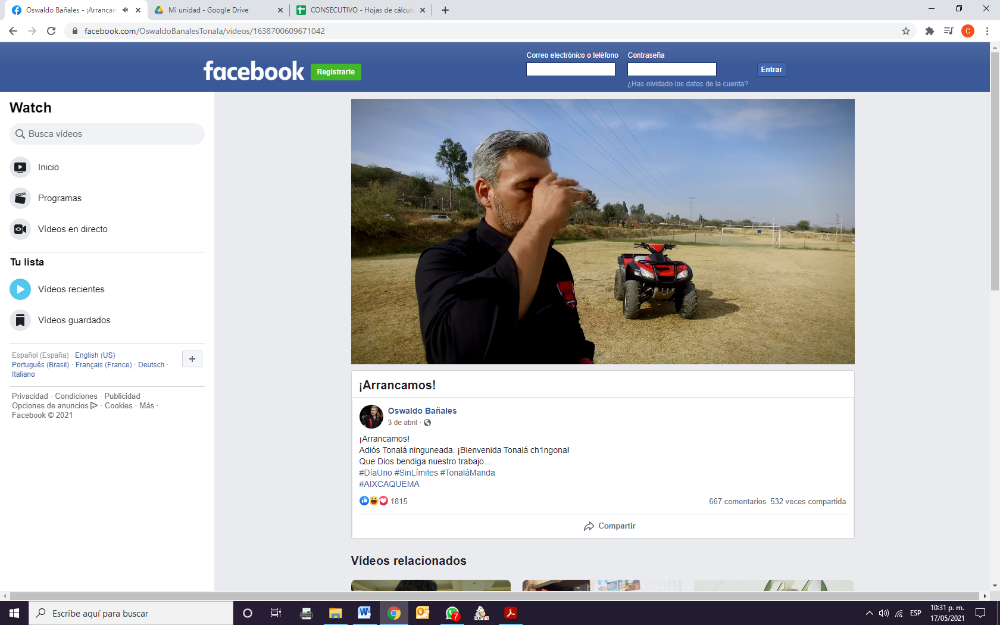 Oswaldo Bañales - ¡Arrancam
Mi unidad - Google Drive
CONSECUTIVO - Hojas de cálculo
facebook.com/OswaldoBanalesTonala/videos/1638700609671042
C
facebook
Registrarte
Correo electrónico o teléfono
Contraseña
Entrar
¿Has olvidado los datos de la cuenta?
Watch
Busca vídeos
Inicio
Programas
Vídeos en directo
Tu lista
Vídeos recientes
Vídeos guardados
Español (España) · English (US) ·
Português (Brasil) · Français (France) · Deutsch ·
Italiano
Privacidad · Condiciones · Publicidad ·
Opciones de anuncios · Cookies · Más ·
Facebook © 2021
¡Arrancamos!
Oswaldo Bañales
3 de abril ·
¡Arrancamos!
Adiós Tonalá ninguneada. ¡Bienvenida Tonalá ch1ngona!
Que Dios bendiga nuestro trabajo...
#DíaUno #SinLímites #TonaláManda
#AIXCAQUEMA
1815
667 comentarios 532 veces compartida
Compartir
Vídeos relacionados
Escribe aquí para buscar
7
ESP
10:31 p. m.
17/05/2021